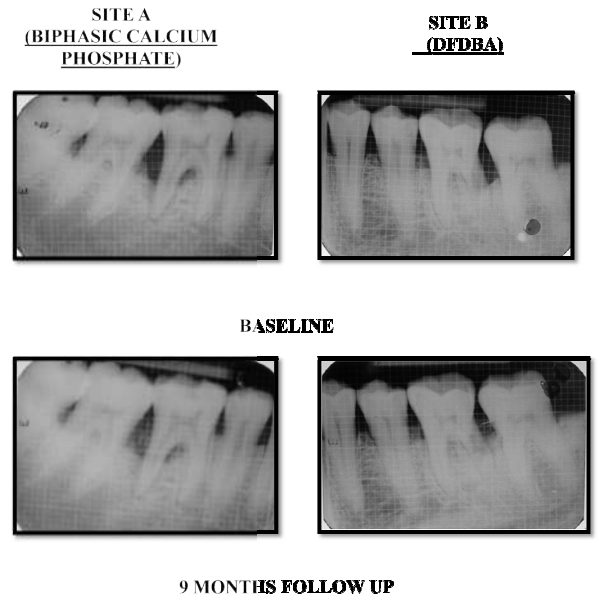 SITE A
(BIPHASIC CALCIUM
PHOSPHATE)
SITE B
(DFDBA)
E
BASELINE
E
E
9 MONTHS FOLLOW UP